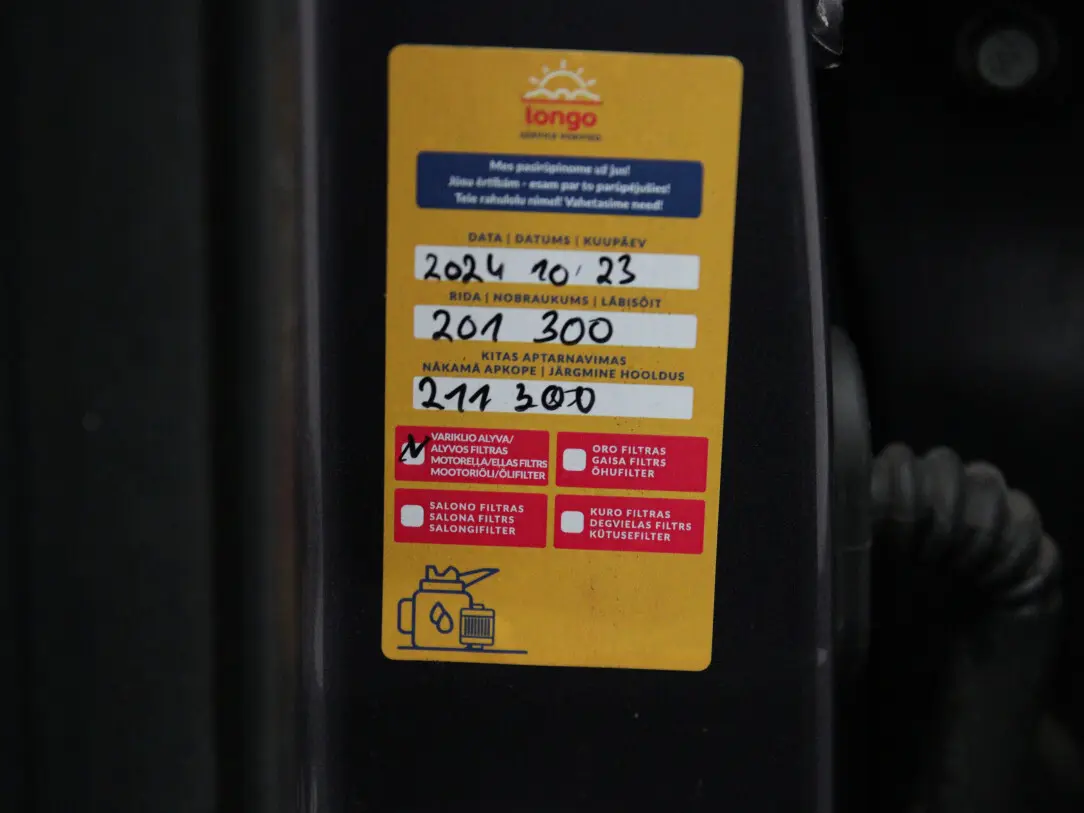 longo
Mes pasirūpinome už jus!
Jūsu ērtībām - esam par to parūpējušies!
Teie rahulolu nimel! Vahetasime need!
DATA | DATUMS | KUUPÄEV
2024 10 23
RIDA | NOBRAUKUMS | LÄBISÕIT
201 300
KITAS APTARNAVIMAS
NĀKAMĀ APKOPE | JÄRGMINE HOOLDUS
211 300
VARIKLIO ALYVA/
ALYVOS FILTRAS
MOTOREĻĻA/EĻĻAS FILTRS
MOOTORIÕLI/ÕLIFILTER
ORO FILTRAS
GAISA FILTRS
ÕHUFILTER
SALONO FILTRAS
SALONA FILTRS
SALONGIFILTER
KURO FILTRAS
DEGVIELAS FILTRS
KÜTUSEFILTER